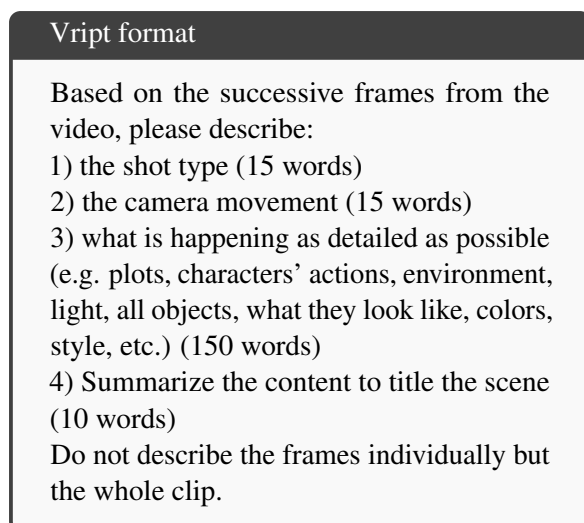 Vript format
Based on the successive frames from the
video, please describe:
1) the shot type (15 words)
2) the camera movement (15 words)
3) what is happening as detailed as possible
(e.g. plots, characters’ actions, environment,
light, all objects, what they look like, colors,
style, etc.) (150 words)
4) Summarize the content to title the scene
(10 words)
Do not describe the frames individually but
the whole clip.